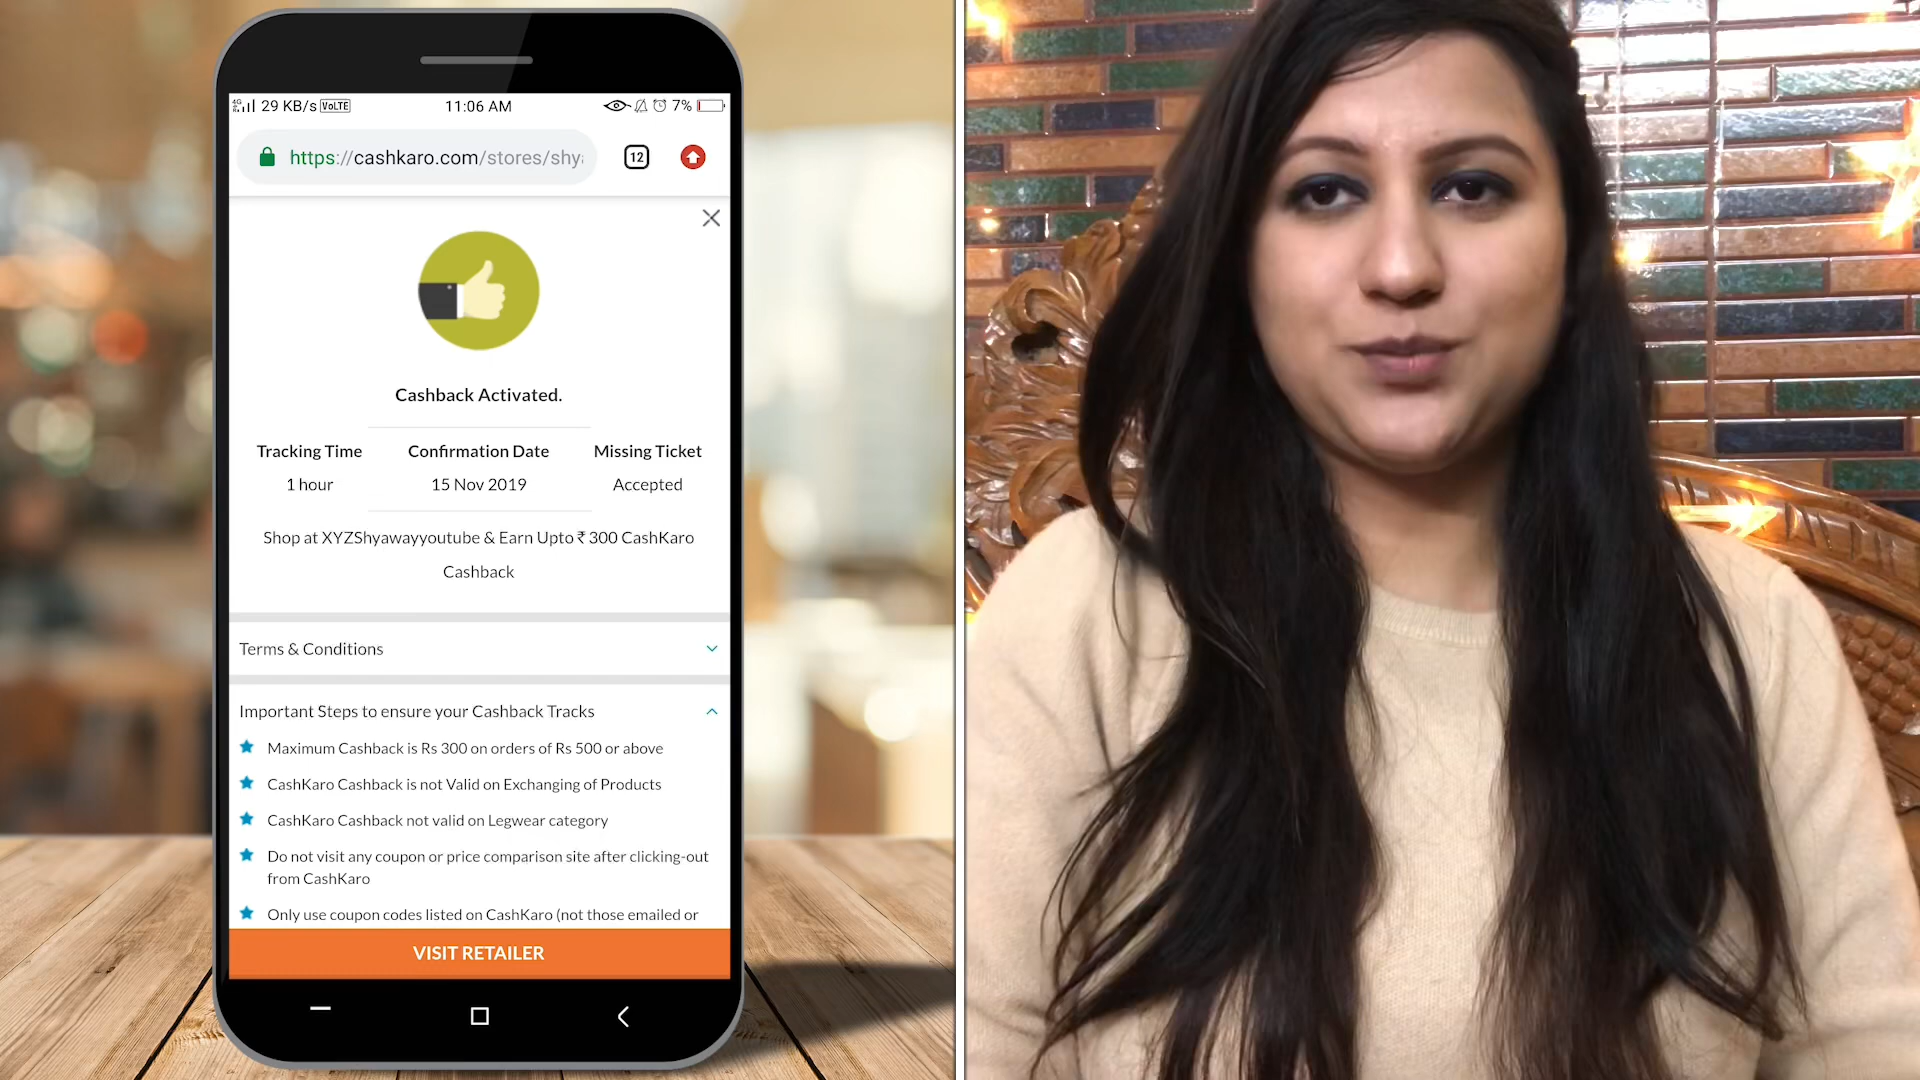 4G 29 KB/s VoLTE 11:06 AM 7%
https://cashkaro.com/stores/shy
12
Cashback Activated.
Tracking Time Confirmation Date Missing Ticket
1 hour 15 Nov 2019 Accepted
Shop at XYZShyawayyoutube & Earn Upto ₹ 300 CashKaro
Cashback
Terms & Conditions
Important Steps to ensure your Cashback Tracks
Maximum Cashback is Rs 300 on orders of Rs 500 or above
CashKaro Cashback is not Valid on Exchanging of Products
CashKaro Cashback not valid on Legwear category
Do not visit any coupon or price comparison site after clicking-out
from CashKaro
Only use coupon codes listed on CashKaro (not those emailed or
VISIT RETAILER